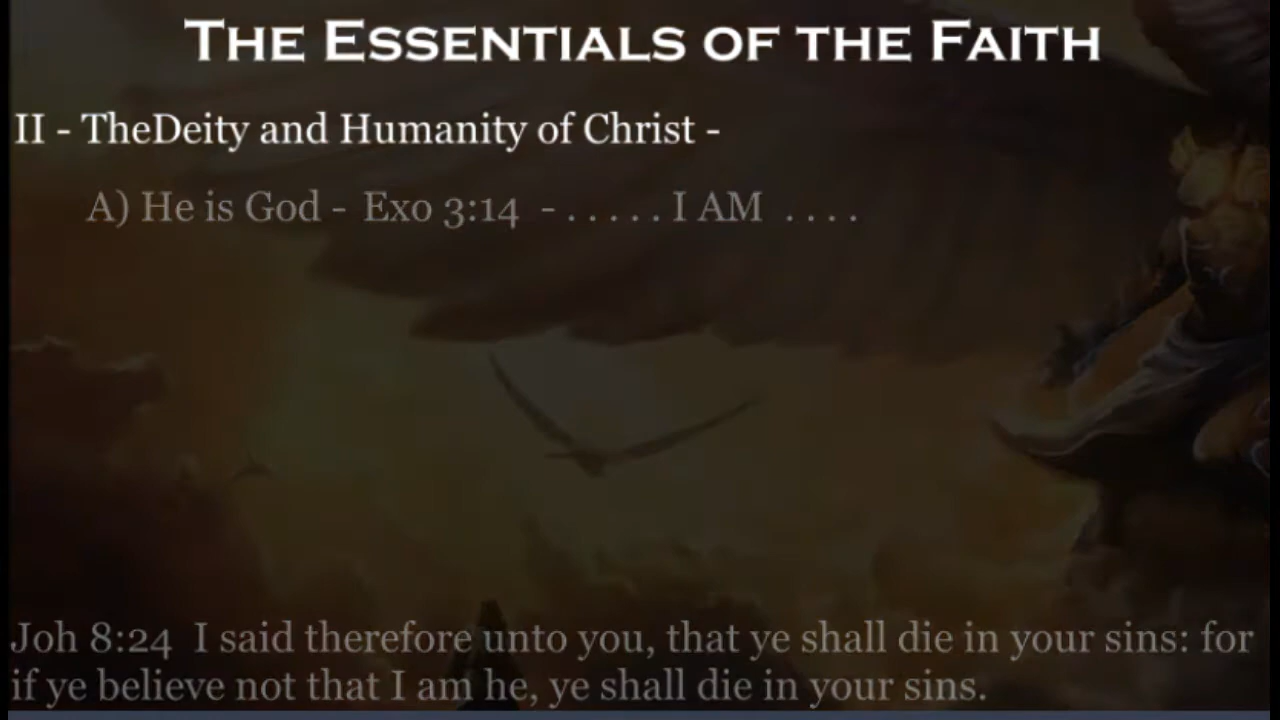 The Essentials of the Faith
II - TheDeity and Humanity of Christ -
A) He is God - Exo 3:14 - . . . . . I AM . . . .
Joh 8:24 I said therefore unto you, that ye shall die in your sins: for
if ye believe not that I am he, ye shall die in your sins.